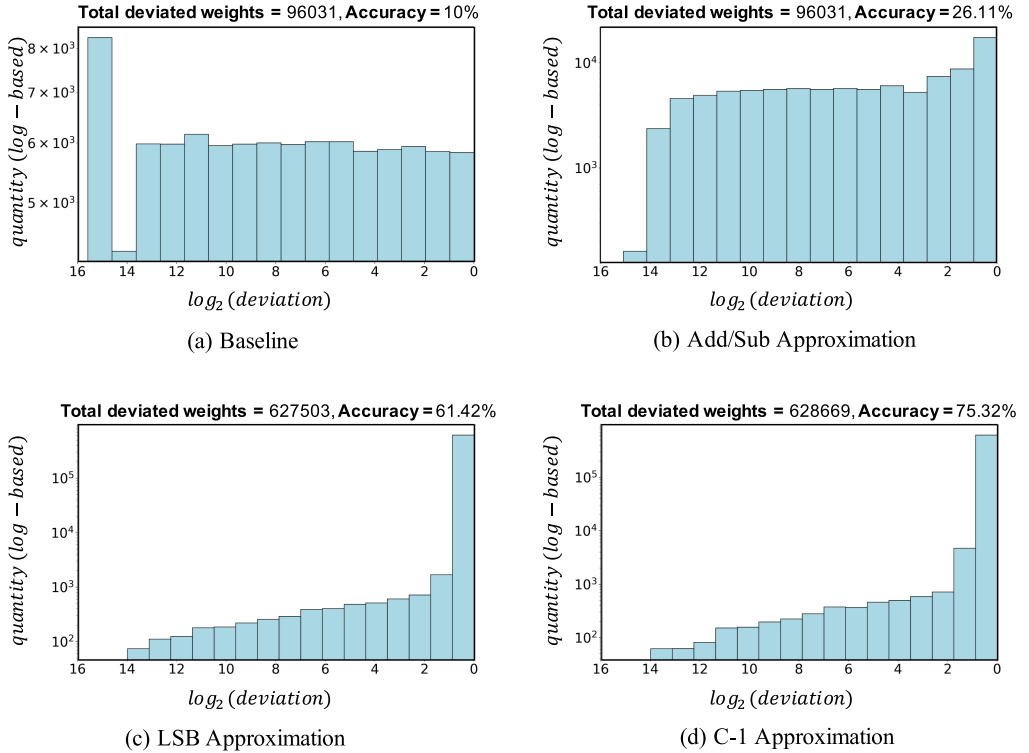 Total deviated weights = 96031, Accuracy = 10%
quantity (log − based)
8 × 10³
7 × 10³
6 × 10³
5 × 10³
16 14 12 10 8 6 4 2 0
log₂ (deviation)
(a) Baseline
Total deviated weights = 96031, Accuracy = 26.11%
quantity (log − based)
10⁴
10³
16 14 12 10 8 6 4 2 0
log₂ (deviation)
(b) Add/Sub Approximation
Total deviated weights = 627503, Accuracy = 61.42%
quantity (log − based)
10⁵
10⁴
10³
10²
16 14 12 10 8 6 4 2 0
log₂ (deviation)
(c) LSB Approximation
Total deviated weights = 628669, Accuracy = 75.32%
quantity (log − based)
10⁵
10⁴
10³
10²
16 14 12 10 8 6 4 2 0
log₂ (deviation)
(d) C-1 Approximation